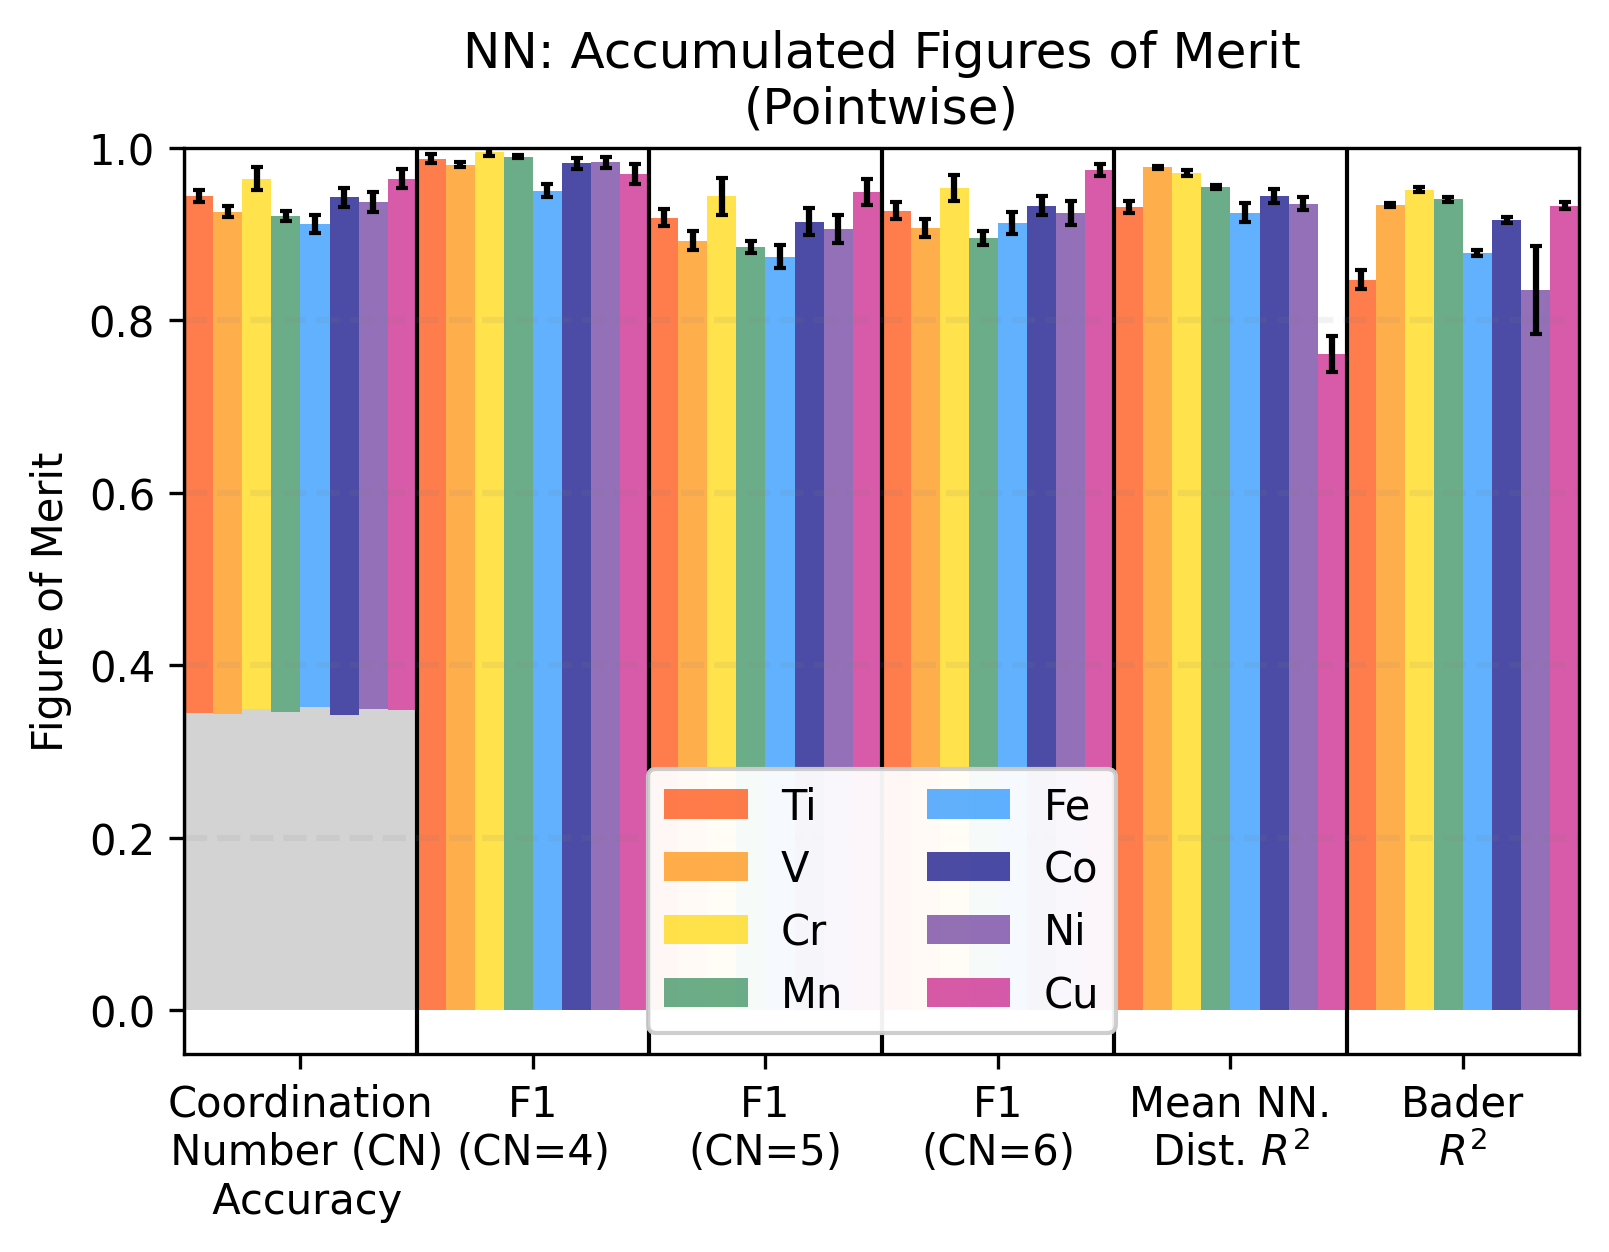 NN: Accumulated Figures of Merit
(Pointwise)
Figure of Merit
1.0
0.8
0.6
0.4
0.2
0.0
Ti
V
Cr
Mn
Fe
Co
Ni
Cu
Coordination
Number (CN)
Accuracy
F1
(CN=4)
F1
(CN=5)
F1
(CN=6)
Mean NN.
Dist. R²
Bader
R²